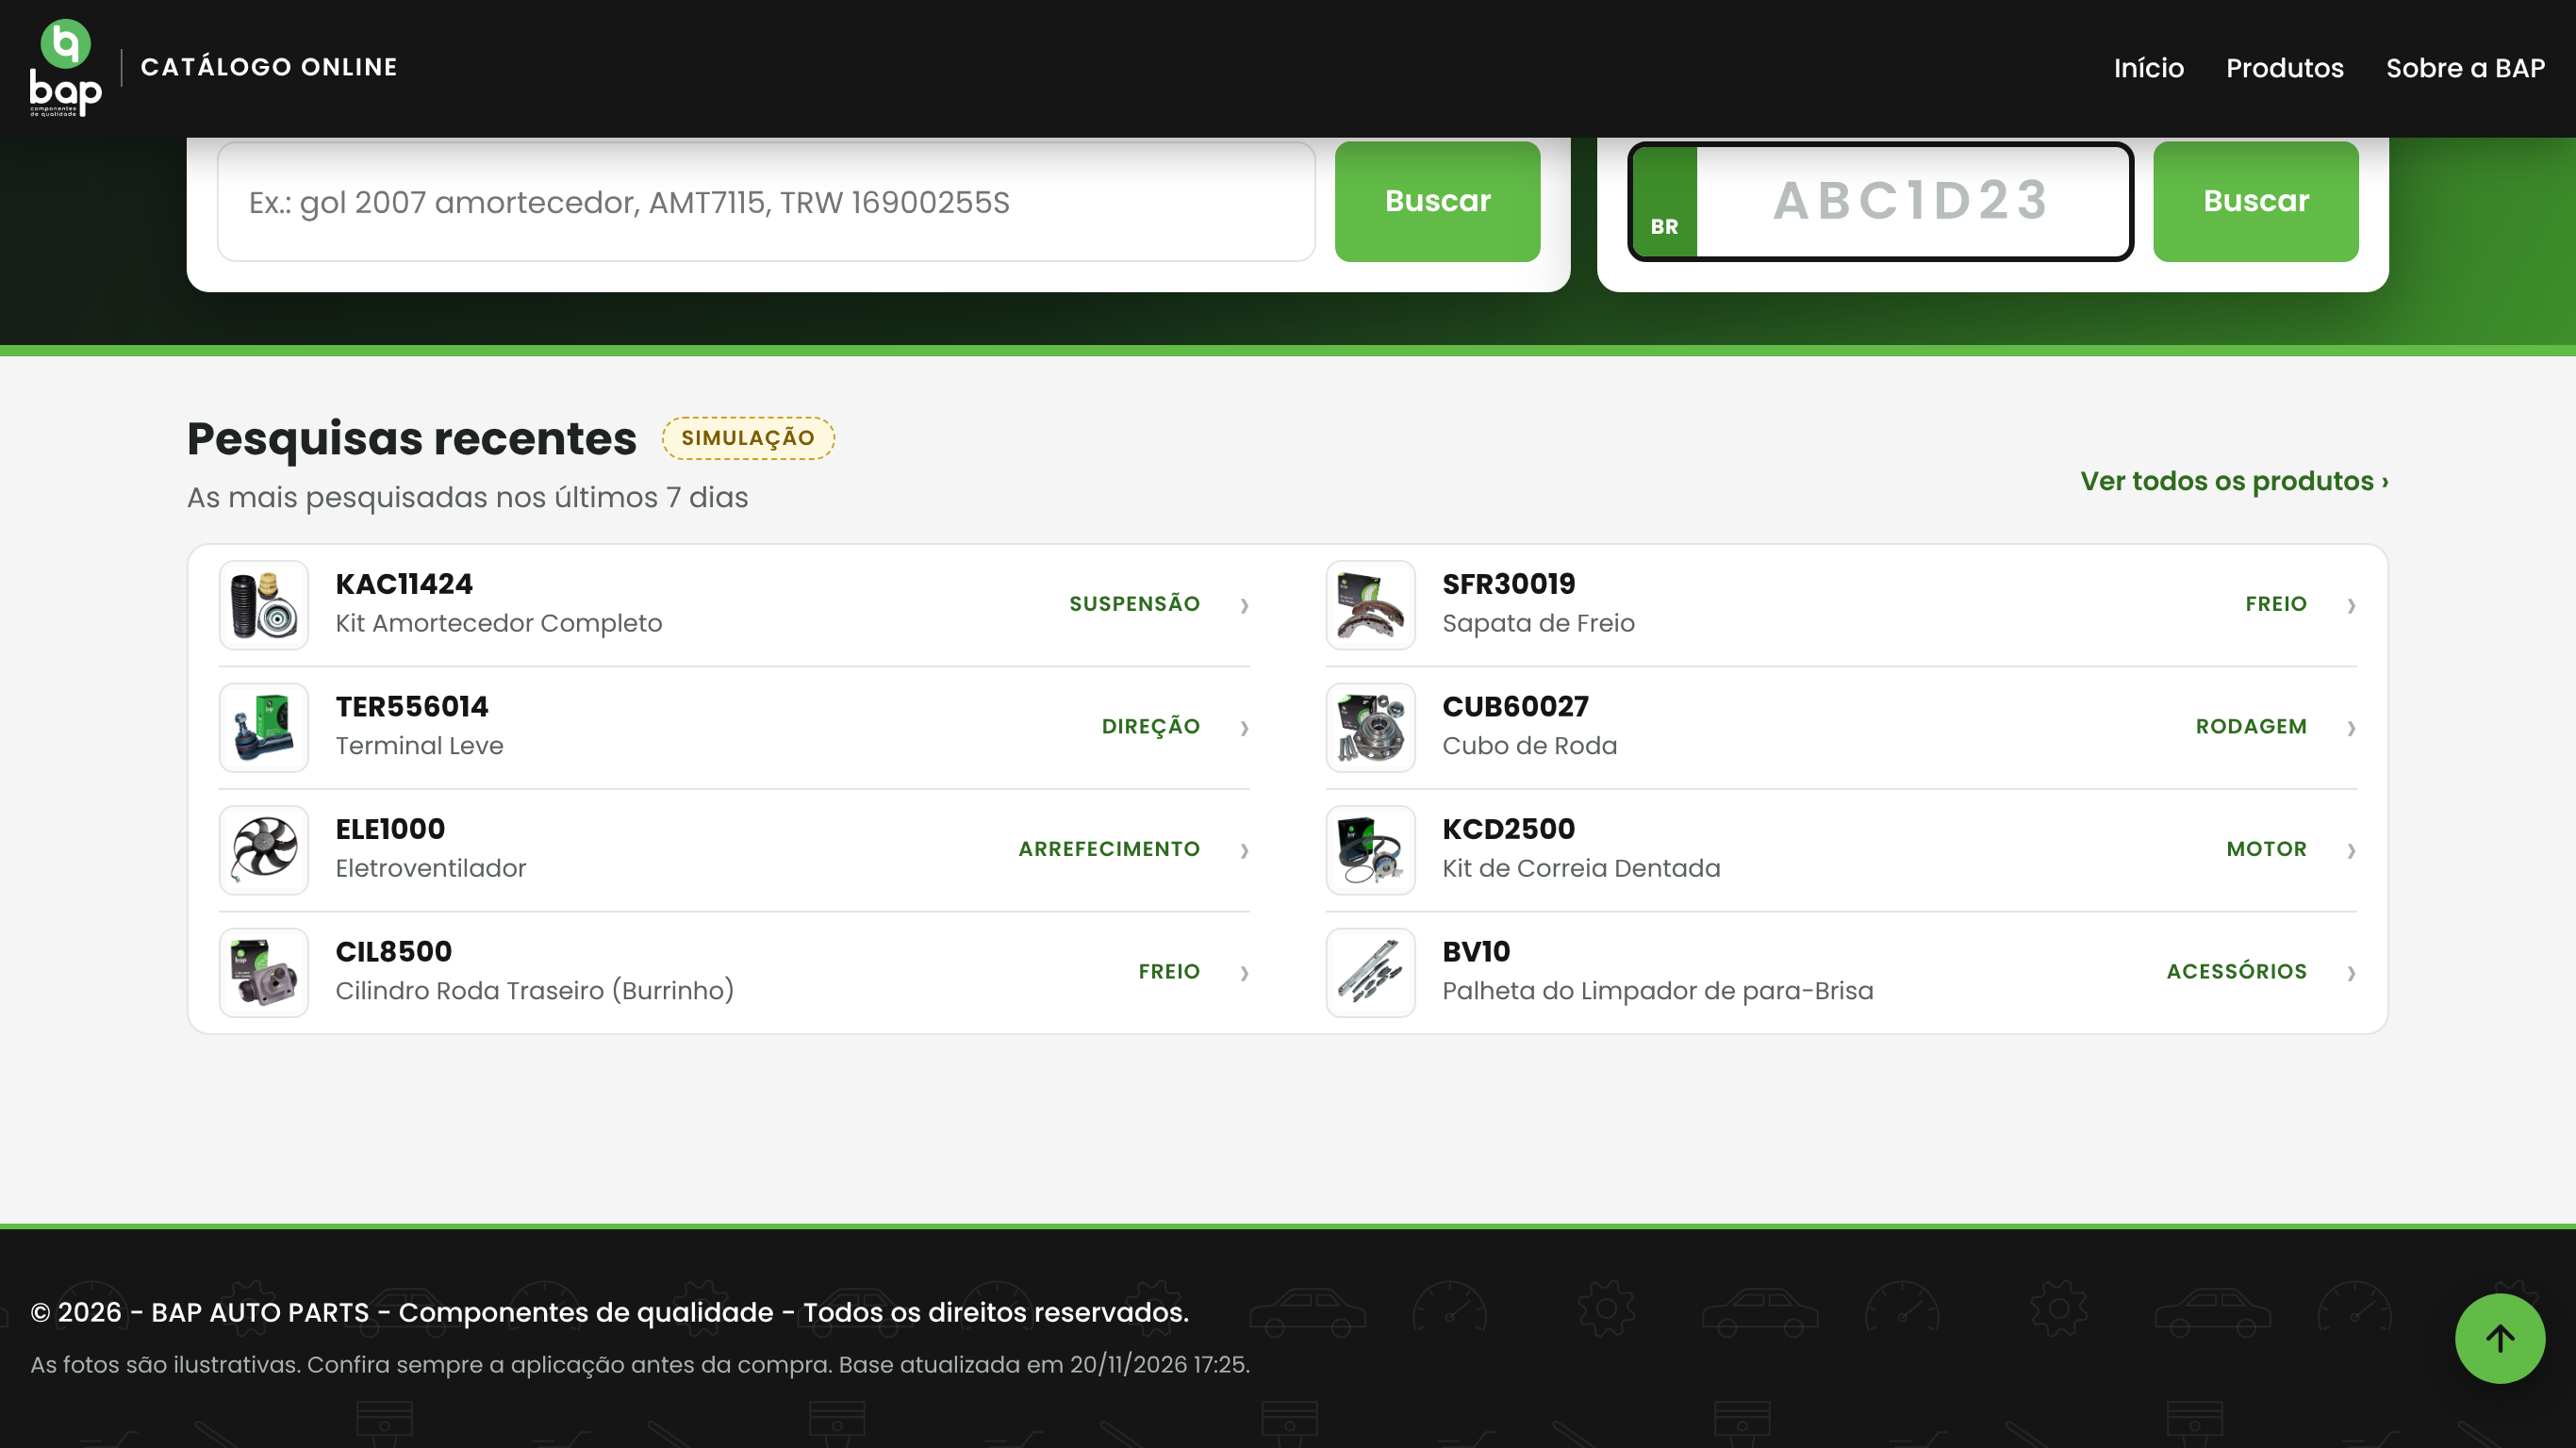 bap
componentes
de qualidade
CATÁLOGO ONLINE
Início
Produtos
Sobre a BAP
Ex.: gol 2007 amortecedor, AMT7115, TRW 16900255S
Buscar
BR
ABC1D23
Buscar
Pesquisas recentes
SIMULAÇÃO
As mais pesquisadas nos últimos 7 dias
Ver todos os produtos ›
KAC11424
Kit Amortecedor Completo
SUSPENSÃO
SFR30019
Sapata de Freio
FREIO
TER556014
Terminal Leve
DIREÇÃO
CUB60027
Cubo de Roda
RODAGEM
ELE1000
Eletroventilador
ARREFECIMENTO
KCD2500
Kit de Correia Dentada
MOTOR
CIL8500
Cilindro Roda Traseiro (Burrinho)
FREIO
BV10
Palheta do Limpador de para-Brisa
ACESSÓRIOS
© 2026 - BAP AUTO PARTS - Componentes de qualidade - Todos os direitos reservados.
As fotos são ilustrativas. Confira sempre a aplicação antes da compra. Base atualizada em 20/11/2026 17:25.